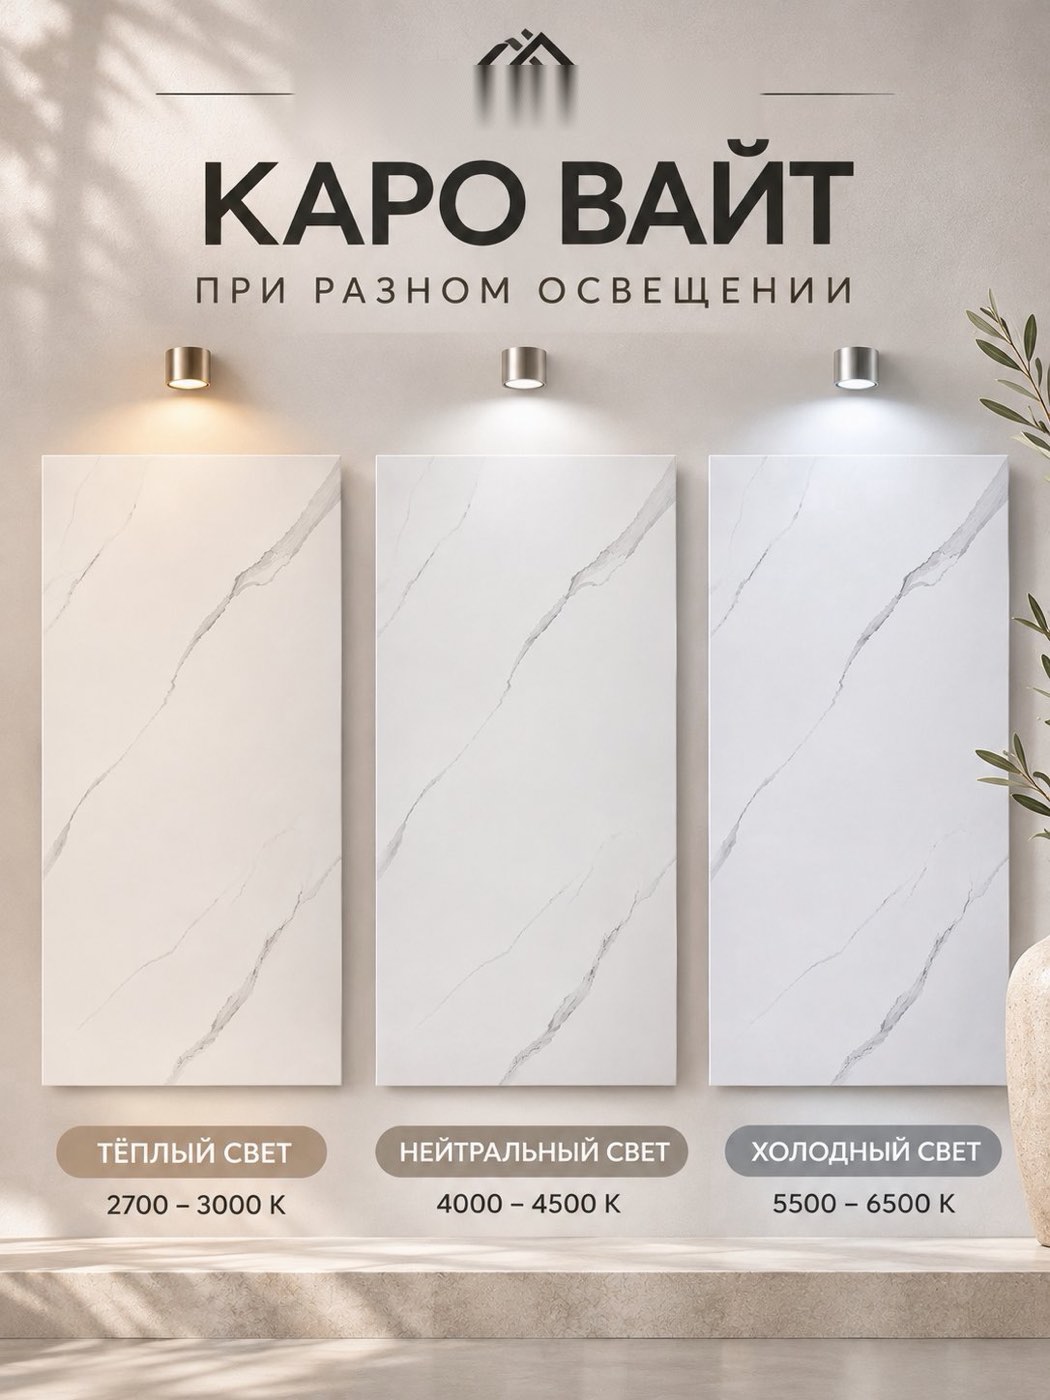 КАРО ВАЙТ
ПРИ РАЗНОМ ОСВЕЩЕНИИ
ТЁПЛЫЙ СВЕТ
2700 – 3000 К
НЕЙТРАЛЬНЫЙ СВЕТ
4000 – 4500 К
ХОЛОДНЫЙ СВЕТ
5500 – 6500 К